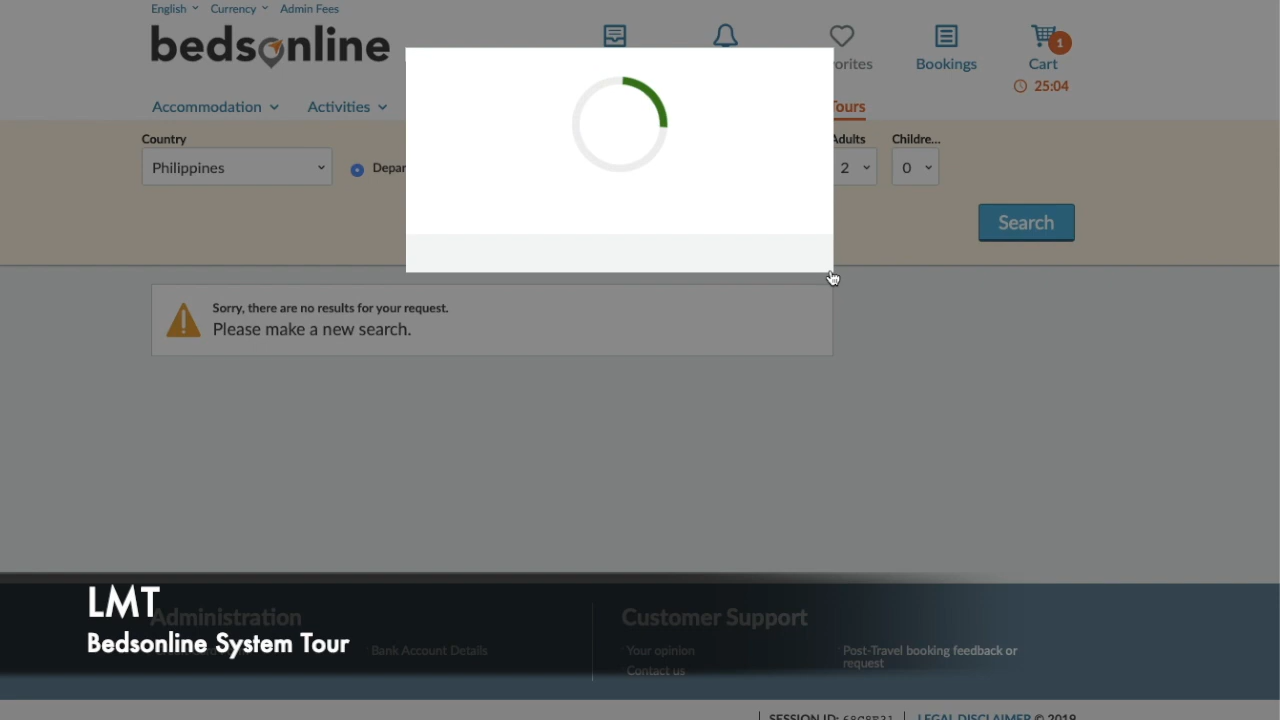 English Currency Admin Fees
bedsonline
orites
Bookings
1
Cart
25:04
Accommodation
Activities
Tours
Country
Adults
Childre...
Philippines
Depar
2
0
Search
Sorry, there are no results for your request.
Please make a new search.
LMT
Bedsonline System Tour
Administration
Customer Support
Bank Account Details
Your opinion
Post-Travel booking feedback or
request
Contact us
SESSION ID:
LEGAL DISCLAIMER © 2019